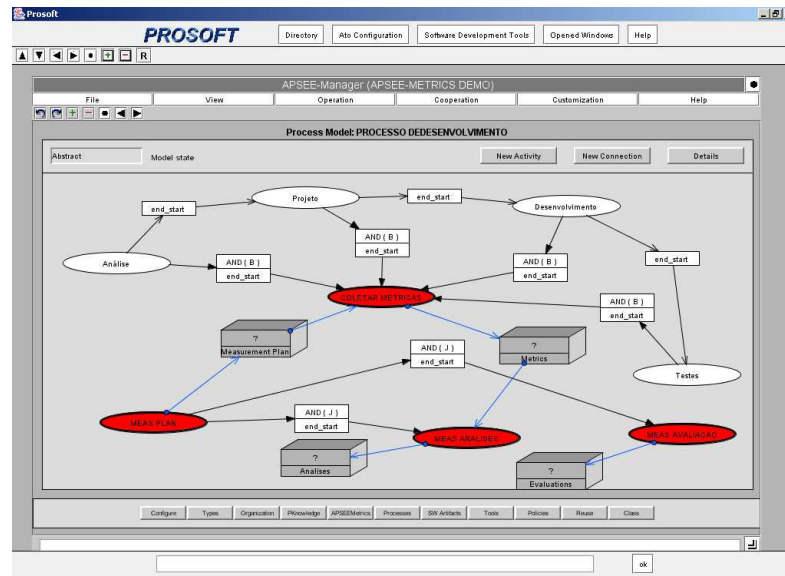 Prosoft
PROSOFT
Directory
Ato Configuration
Software Development Tools
Opened Windows
Help
R
APSEE-Manager (APSEE-METRICS DEMO)
File
View
Operation
Cooperation
Customization
Help
Process Model: PROCESSO DEDESENVOLVIMENTO
Abstract
Model state
New Activity
New Connection
Details
Projeto
end_start
end_start
Desenvolvimento
AND ( B )
end_start
Análise
AND ( B )
end_start
AND ( B )
end_start
end_start
COLETAR METRICAS
AND ( B )
end_start
?
Measurement Plan
?
Metrics
AND ( J )
end_start
Testes
MEAS PLAN
AND ( J )
end_start
MEAS ANALISES
MEAS AVALIACAO
?
Analises
?
Evaluations
Configure
Types
Organization
PKnowledge
APSEEMetrics
Processes
SW Artifacts
Tools
Policies
Reuse
Class
ok